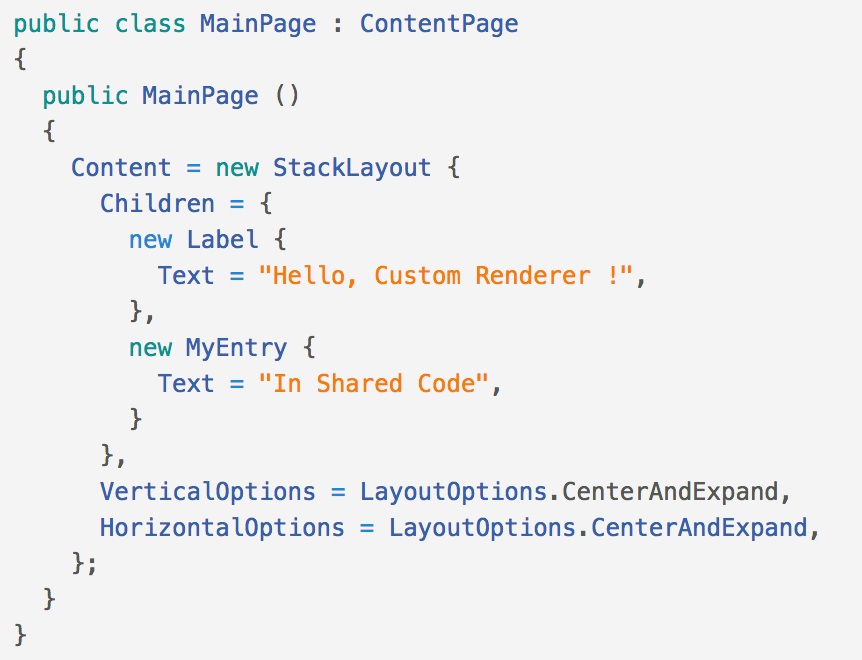 public class MainPage : ContentPage
{
  public MainPage ()
  {
    Content = new StackLayout {
      Children = {
        new Label {
          Text = "Hello, Custom Renderer !",
        },
        new MyEntry {
          Text = "In Shared Code",
        }
      },
      VerticalOptions = LayoutOptions.CenterAndExpand,
      HorizontalOptions = LayoutOptions.CenterAndExpand,
    };
  }
}